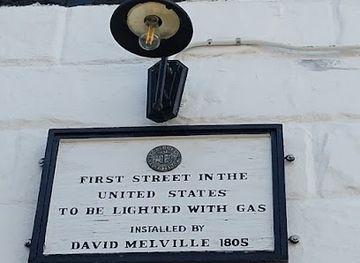 FIRST STREET IN THE
UNITED STATES
TO BE LIGHTED WITH GAS
INSTALLED BY
DAVID MELVILLE 1805